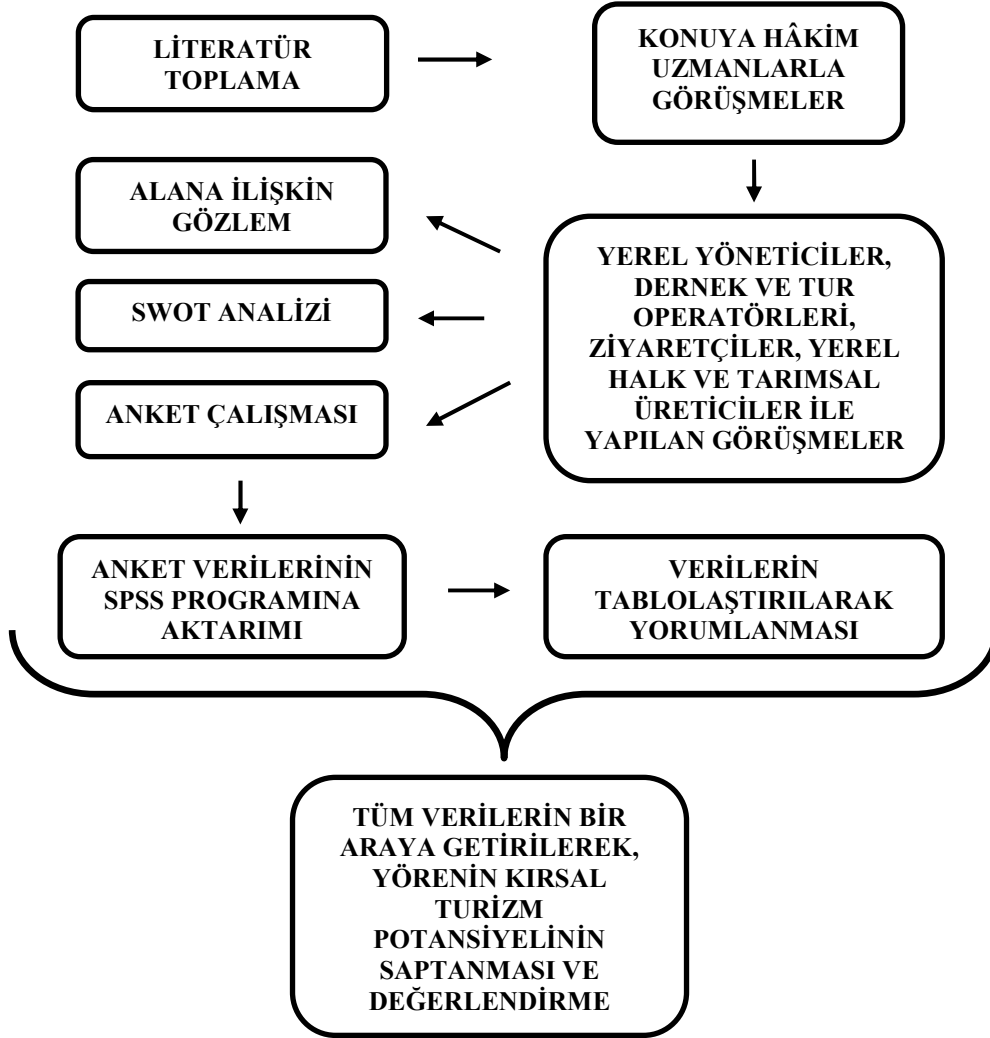 LİTERATÜR
TOPLAMA
KONUYA HÂKİM
UZMANLARLA
GÖRÜŞMELER
YEREL YÖNETİCİLER,
DERNEK VE TUR
OPERATÖRLERİ,
ZİYARETÇİLER, YEREL
HALK VE TARIMSAL
ÜRETİCİLER İLE
YAPILAN GÖRÜŞMELER
ALANA İLİŞKİN
GÖZLEM
SWOT ANALİZİ
ANKET ÇALIŞMASI
ANKET VERİLERİNİN
SPSS PROGRAMINA
AKTARIMI
VERİLERİN
TABLOLAŞTIRILARAK
YORUMLANMASI
TÜM VERİLERİN BİR
ARAYA GETİRİLEREK,
YÖRENİN KIRSAL
TURİZM
POTANSİYELİNİN
SAPTANMASI VE
DEĞERLENDİRME